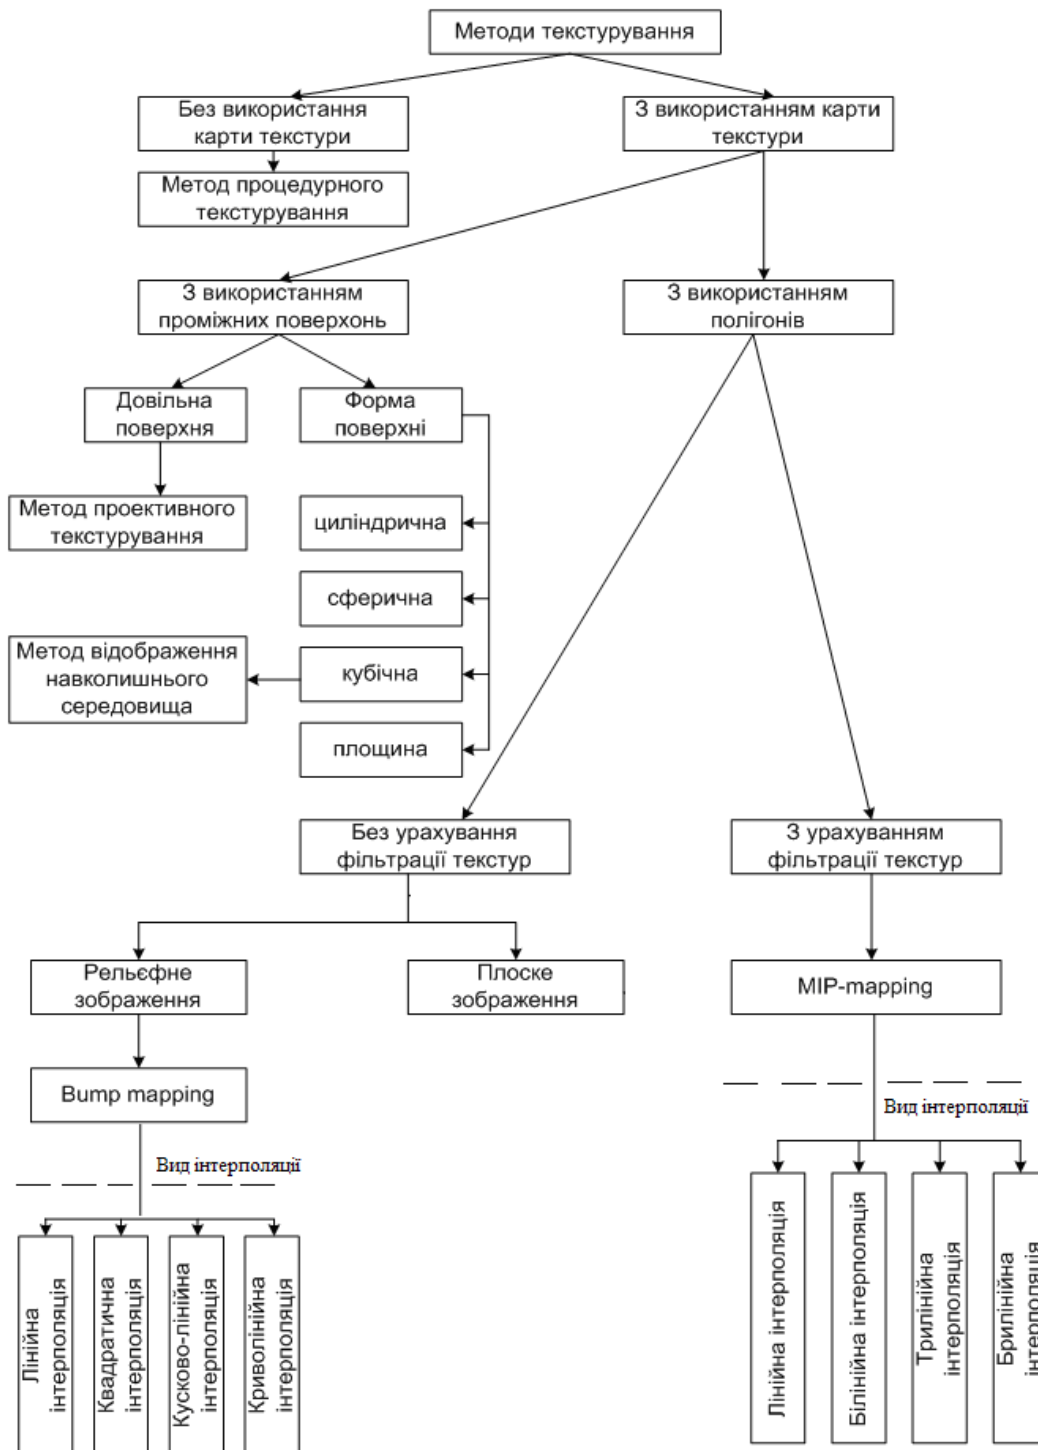 Методи текстурування
Без використання
карти текстури
З використанням карти
текстури
Метод процедурного
текстурування
З використанням
проміжних поверхонь
З використанням
полігонів
Довільна
поверхня
Форма
поверхні
Метод проективного
текстурування
циліндрична
сферична
Метод відображення
навколишнього
середовища
кубічна
площина
Без урахування
фільтрації текстур
З урахуванням
фільтрації текстур
Рельєфне
зображення
Плоске
зображення
MIP-mapping
Bump mapping
Вид інтерполяції
Вид інтерполяції
Лінійна
інтерполяція
Квадратична
інтерполяція
Кусково-лінійна
інтерполяція
Криволінійна
інтерполяція
Лінійна інтерполяція
Білінійна інтерполяція
Трилінійна
інтерполяція
Брилінійна
інтерполяція